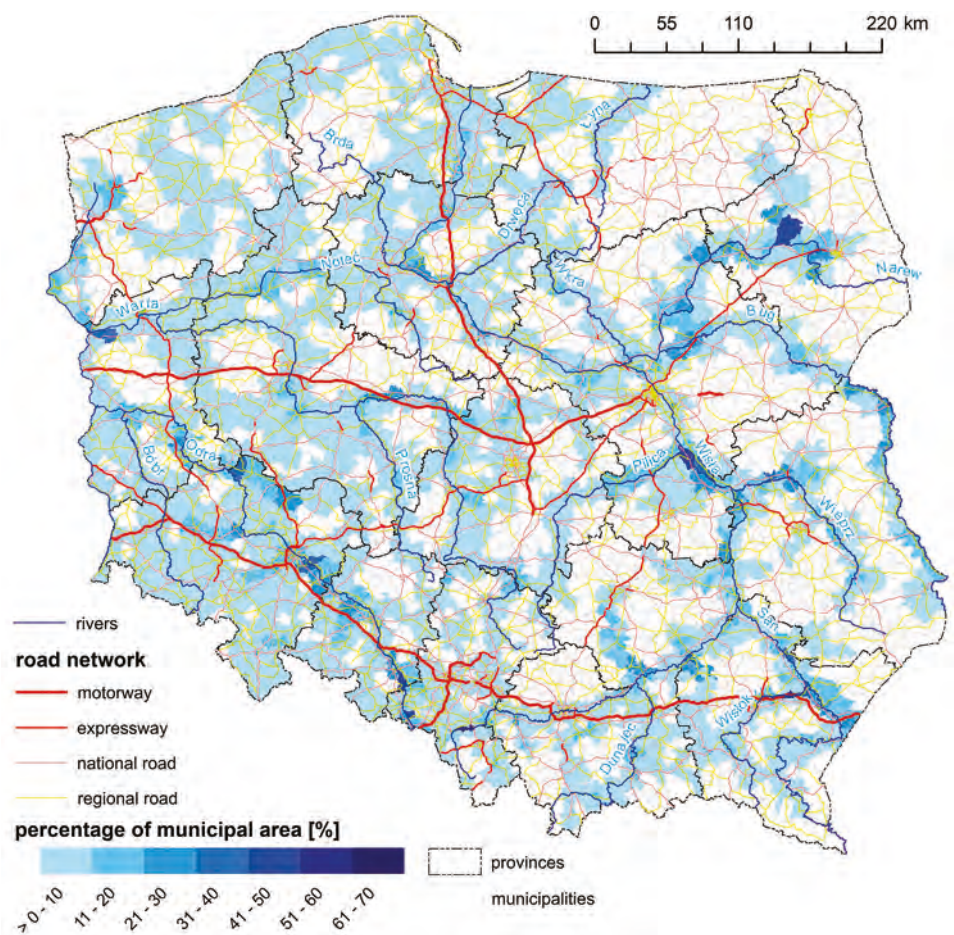 0 55 110 220 km
Łyna
Brda
Drwęca
Noteć
Wkra
Narew
Warta
Bug
Bóbr
Odra
Prosna
Pilica
Wisła
Wieprz
San
rivers
road network
motorway
Wisłok
expressway
Dunajec
national road
regional road
percentage of municipal area [%]
provinces
municipalities
> 0 - 10
11 - 20
21 - 30
31 - 40
41 - 50
51 - 60
61 - 70